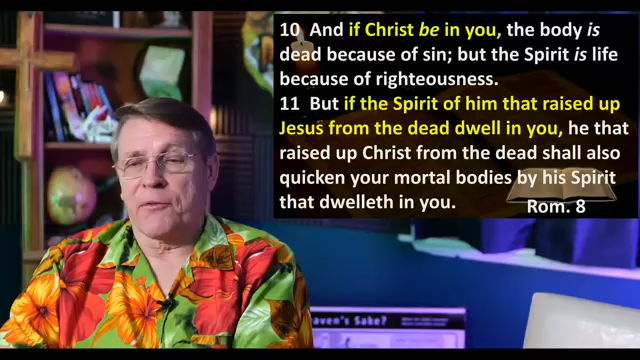 10 And if Christ be in you, the body is
dead because of sin; but the Spirit is life
because of righteousness.
11 But if the Spirit of him that raised up
Jesus from the dead dwell in you, he that
raised up Christ from the dead shall also
quicken your mortal bodies by his Spirit
that dwelleth in you.
Rom. 8
ven's Sake?